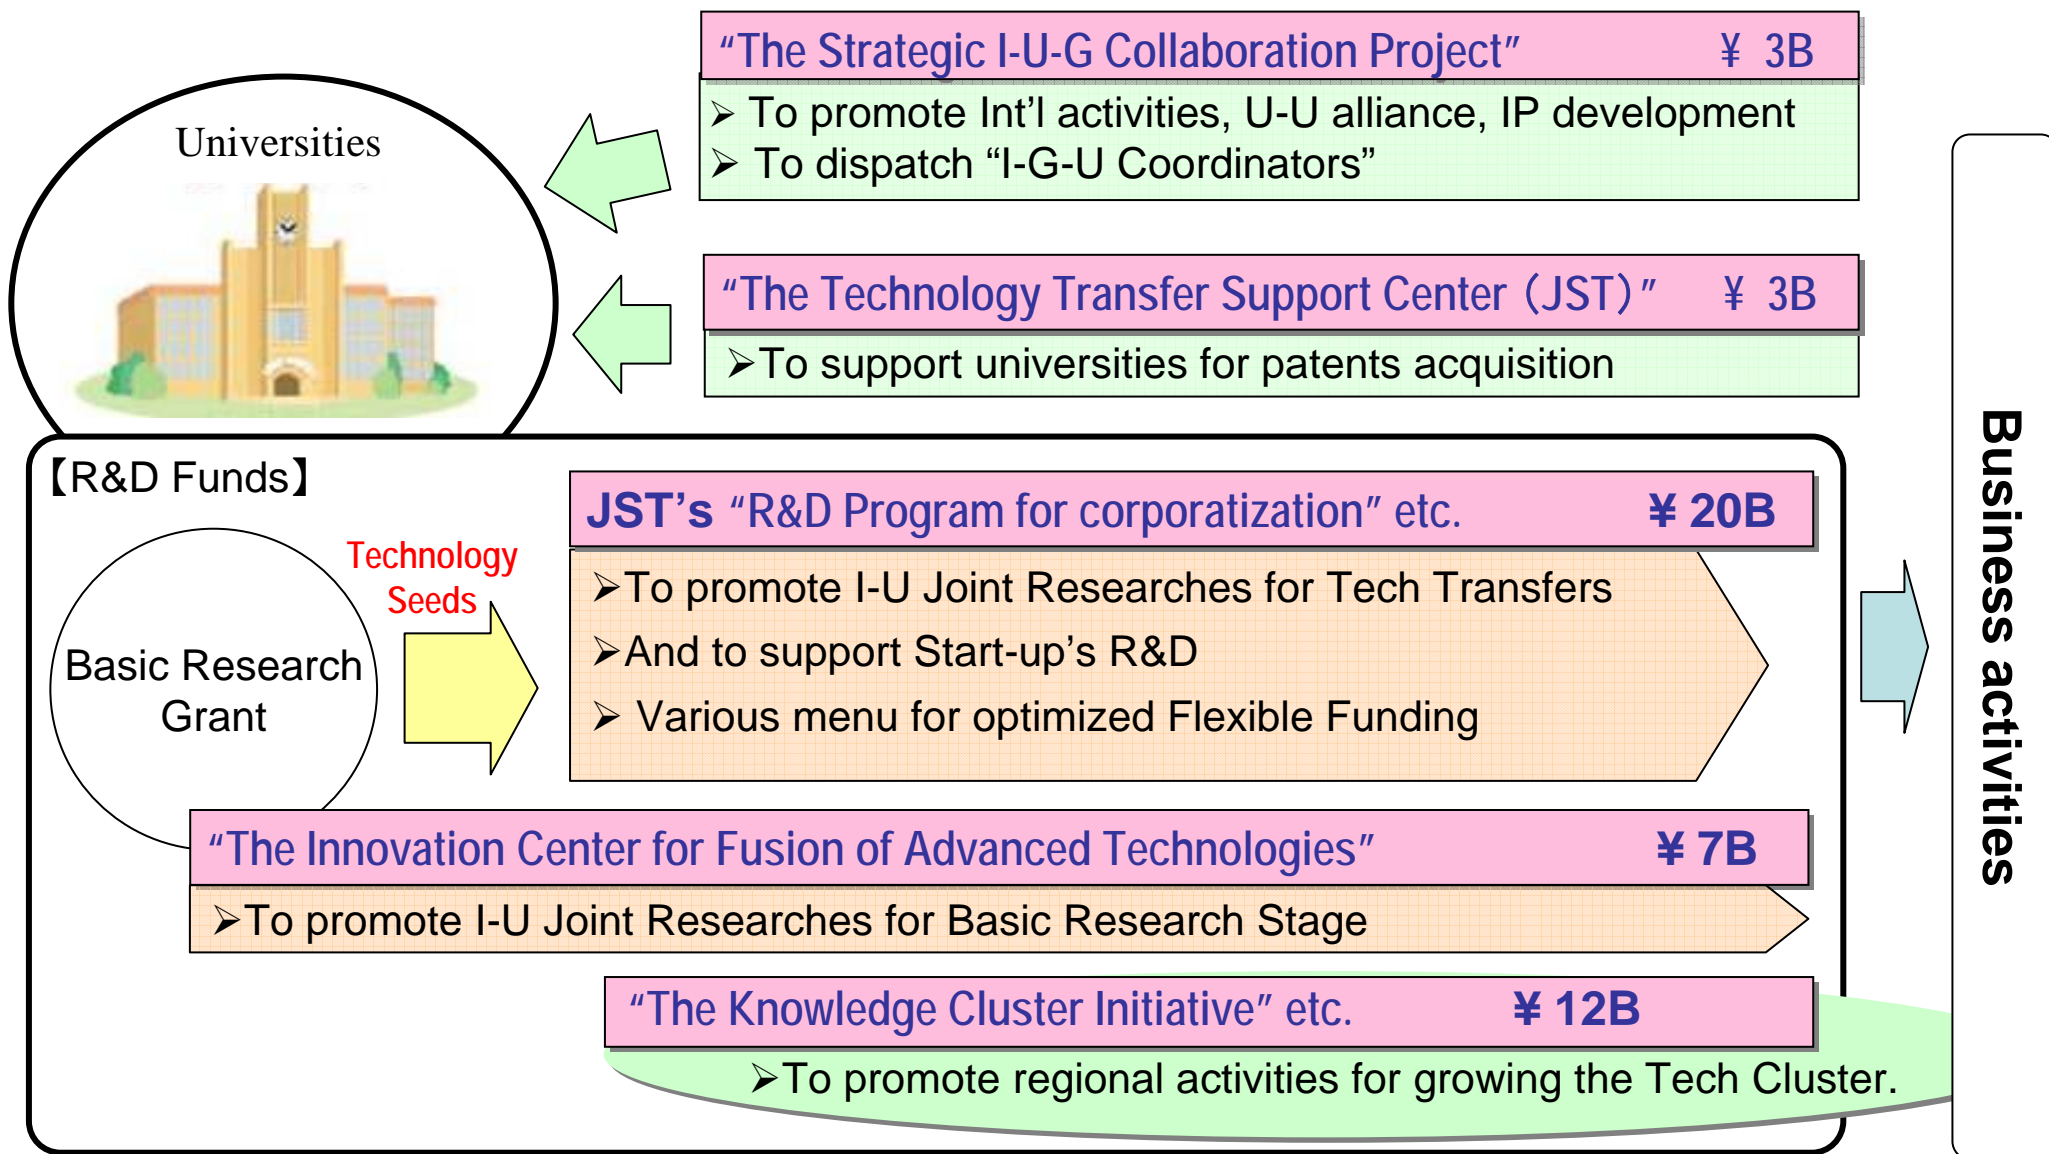 “The Strategic I-U-G Collaboration Project” ¥ 3B
➢ To promote Int’l activities, U-U alliance, IP development
➢ To dispatch “I-G-U Coordinators”
Universities
“The Technology Transfer Support Center (JST)” ¥ 3B
➢To support universities for patents acquisition
【R&D Funds】
JST’s “R&D Program for corporatization” etc. ¥ 20B
Technology
Seeds
➢To promote I-U Joint Researches for Tech Transfers
➢And to support Start-up’s R&D
➢ Various menu for optimized Flexible Funding
Basic Research
Grant
“The Innovation Center for Fusion of Advanced Technologies” ¥ 7B
➢To promote I-U Joint Researches for Basic Research Stage
“The Knowledge Cluster Initiative” etc. ¥ 12B
➢To promote regional activities for growing the Tech Cluster.
Business activities